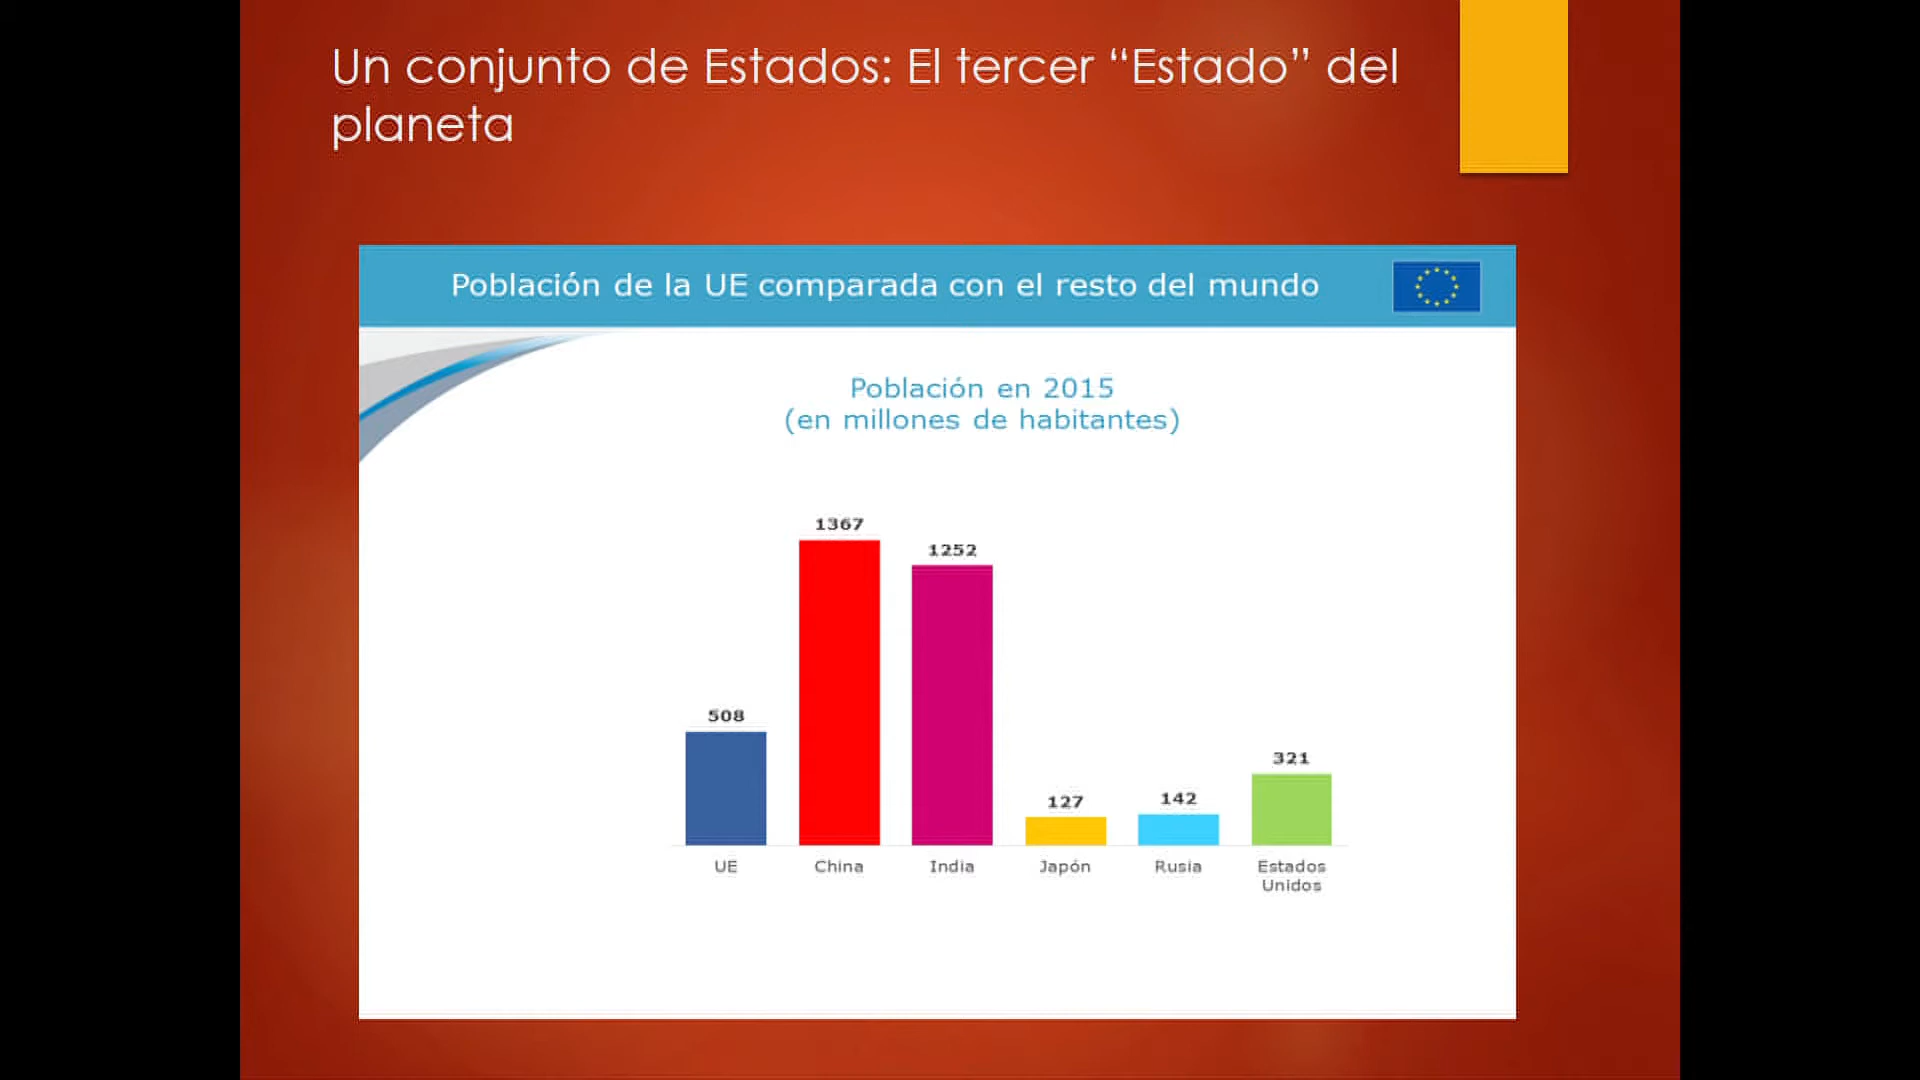 Un conjunto de Estados: El tercer “Estado” del
planeta
Población de la UE comparada con el resto del mundo
Población en 2015
(en millones de habitantes)
508
1367
1252
127
142
321
UE
China
India
Japón
Rusia
Estados
Unidos